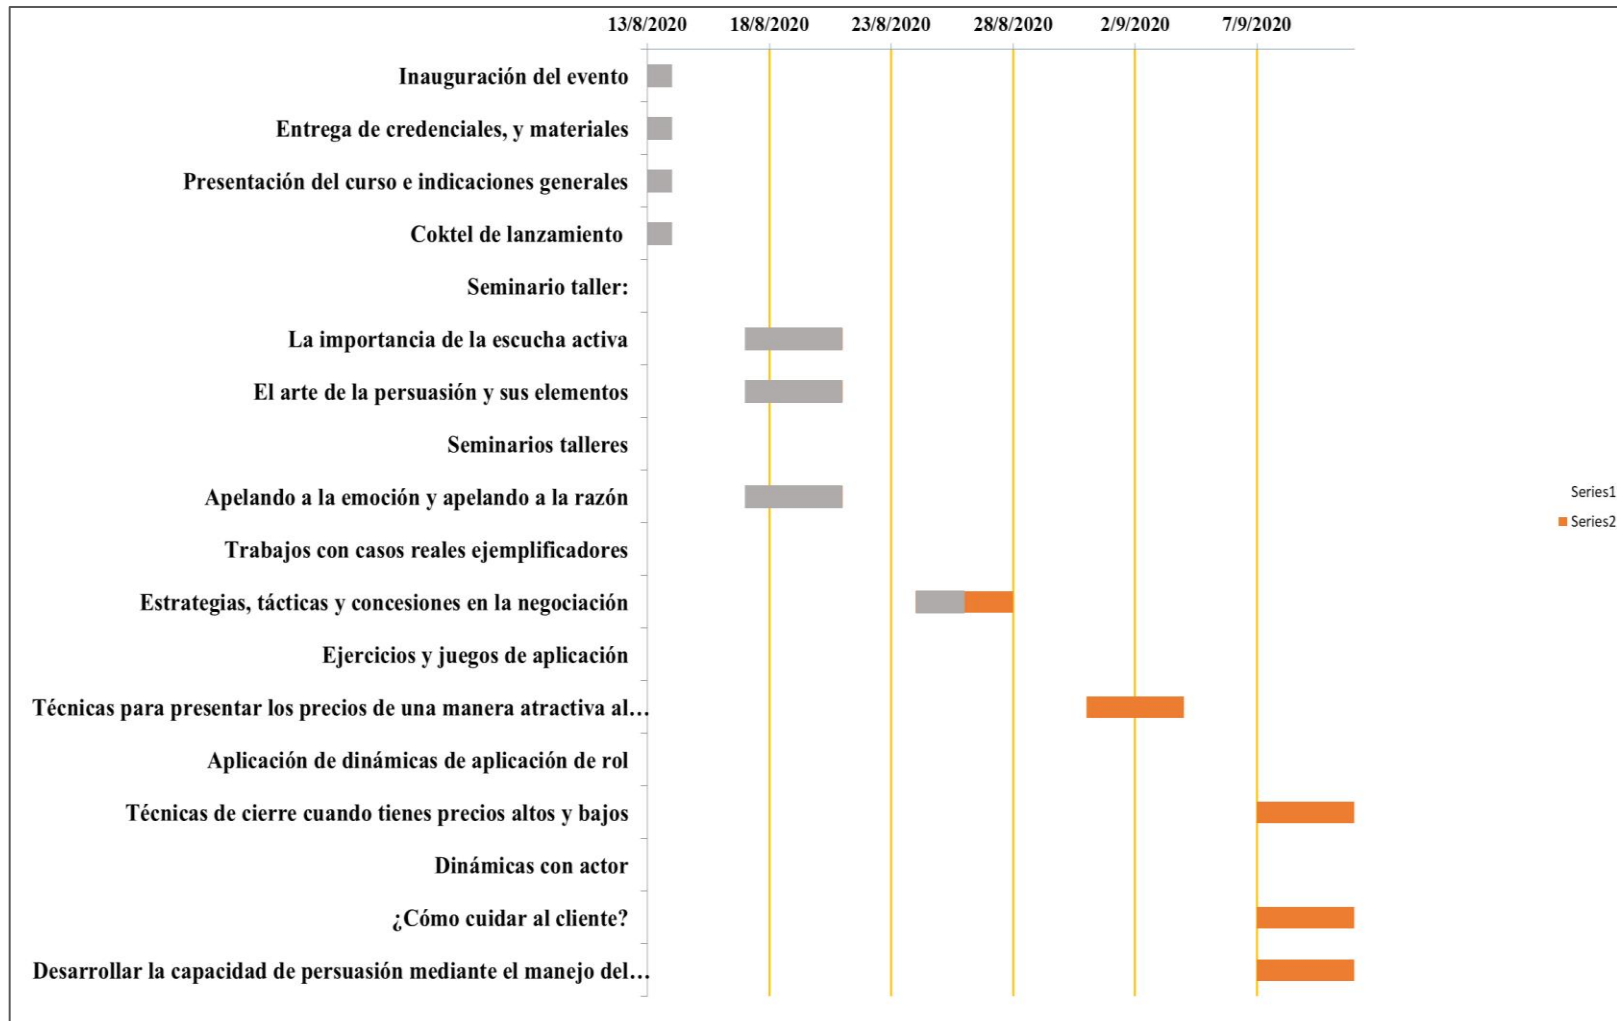 13/8/2020 18/8/2020 23/8/2020 28/8/2020 2/9/2020 7/9/2020
Inauguración del evento
Entrega de credenciales, y materiales
Presentación del curso e indicaciones generales
Coktel de lanzamiento
Seminario taller:
La importancia de la escucha activa
El arte de la persuasión y sus elementos
Seminarios talleres
Apelando a la emoción y apelando a la razón
Trabajos con casos reales ejemplificadores
Estrategias, tácticas y concesiones en la negociación
Ejercicios y juegos de aplicación
Técnicas para presentar los precios de una manera atractiva al…
Aplicación de dinámicas de aplicación de rol
Técnicas de cierre cuando tienes precios altos y bajos
Dinámicas con actor
¿Cómo cuidar al cliente?
Desarrollar la capacidad de persuasión mediante el manejo del…
Series1
Series2